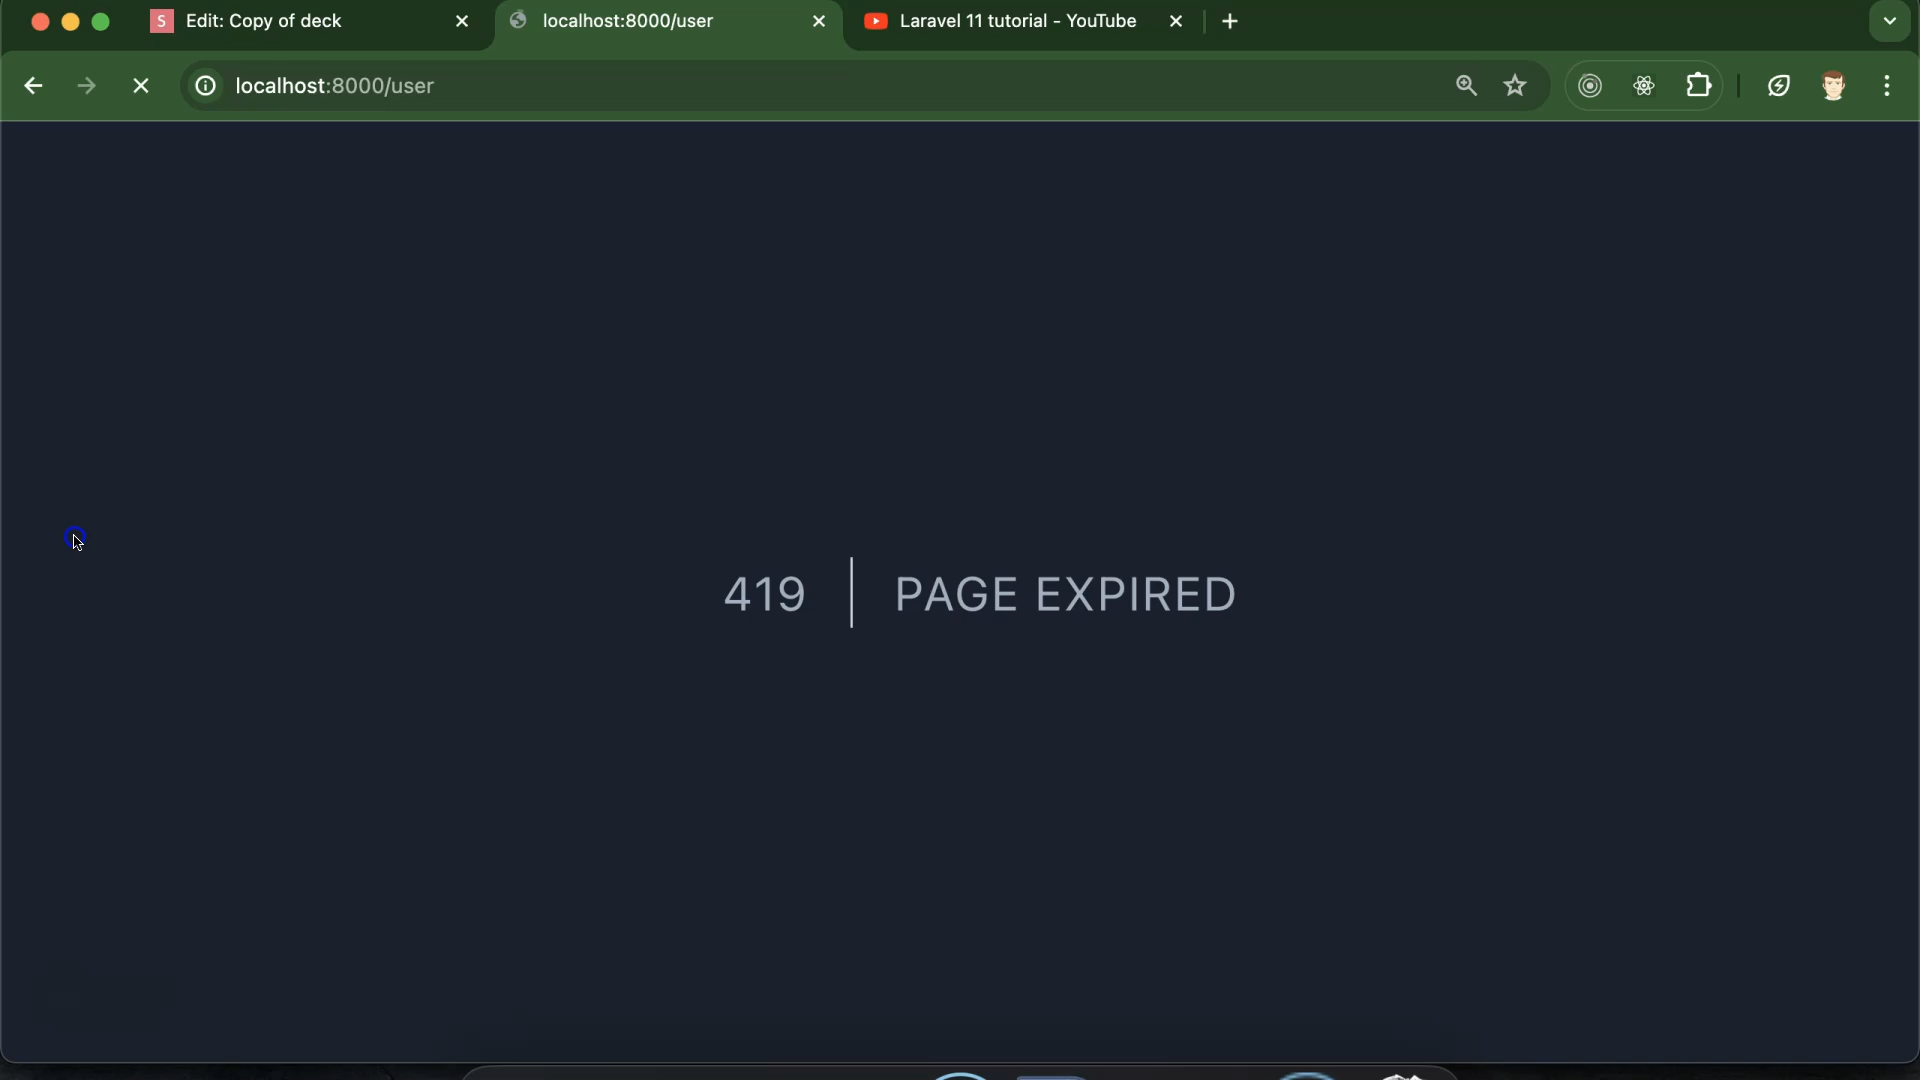 S Edit: Copy of deck
localhost:8000/user
Laravel 11 tutorial - YouTube
localhost:8000/user
419
PAGE EXPIRED